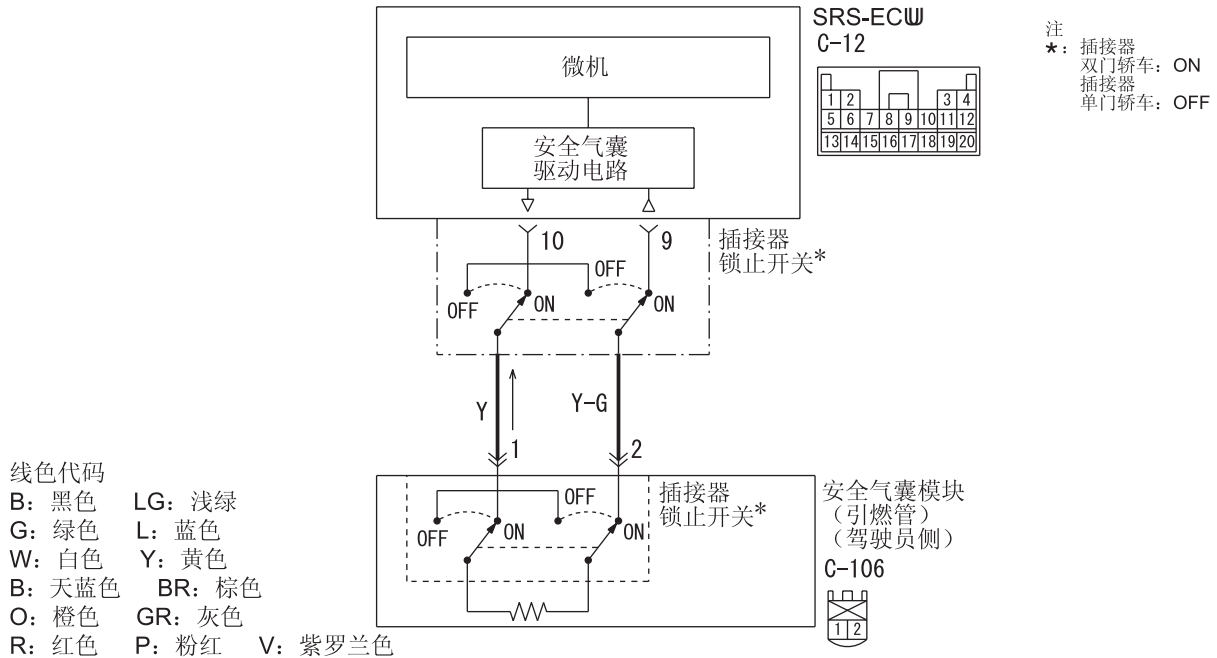 SRS-ECU
C-12
微机
安全气囊
驱动电路
1 2 3 4
5 6 7 8 9 10 11 12
13 14 15 16 17 18 19 20
注
*：插接器
双门轿车：ON
插接器
单门轿车：OFF
10
9
插接器
锁止开关*
OFF
OFF
ON
ON
Y
Y-G
1
2
插接器
锁止开关*
OFF
OFF
ON
ON
安全气囊模块
（引燃管）
（驾驶员侧）
C-106
1 2
线色代码
B：黑色 LG：浅绿
G：绿色 L：蓝色
W：白色 Y：黄色
B：天蓝色 BR：棕色
O：橙色 GR：灰色
R：红色 P：粉红 V：紫罗兰色